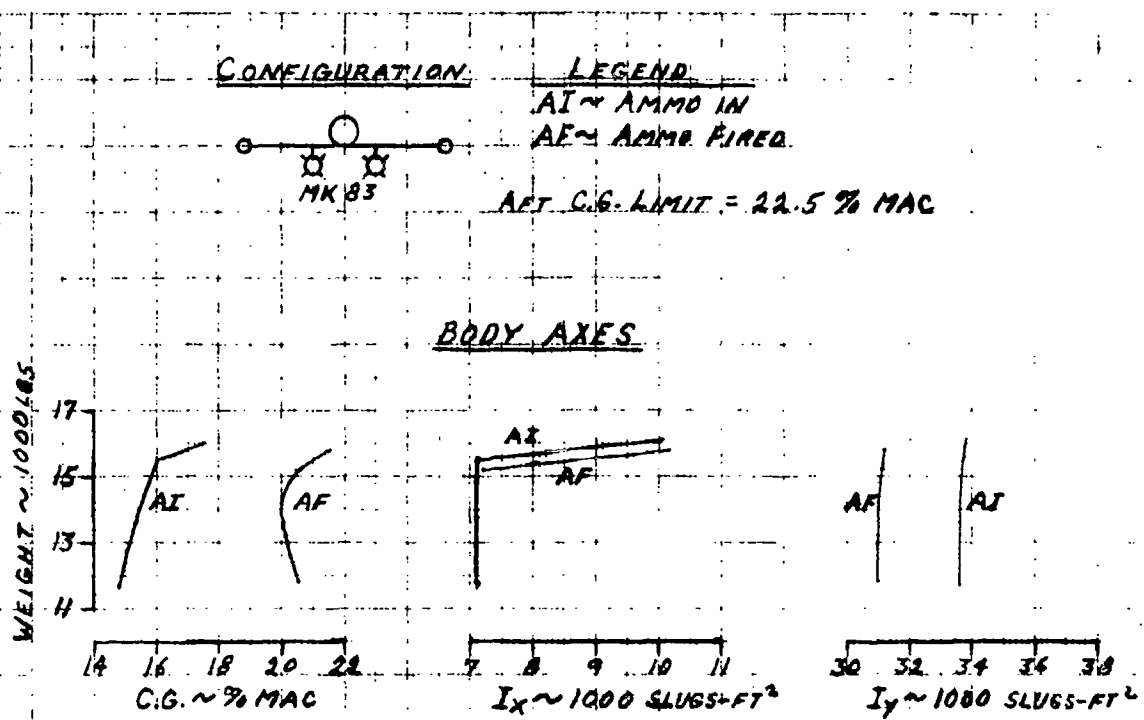 CONFIGURATION
LEGEND
AI ~ AMMO IN
AF ~ AMMO FIRED
MK 83
AFT C.G. LIMIT = 22.5 % MAC
BODY AXES
WEIGHT ~ 1000 LBS
17
15
13
11
AI
AF
14 16 18 20 22
C.G. ~ % MAC
AI
AF
7 8 9 10 11
Ix ~ 1000 SLUGS-FT²
AF
AI
30 32 34 36 38
Iy ~ 1000 SLUGS-FT²